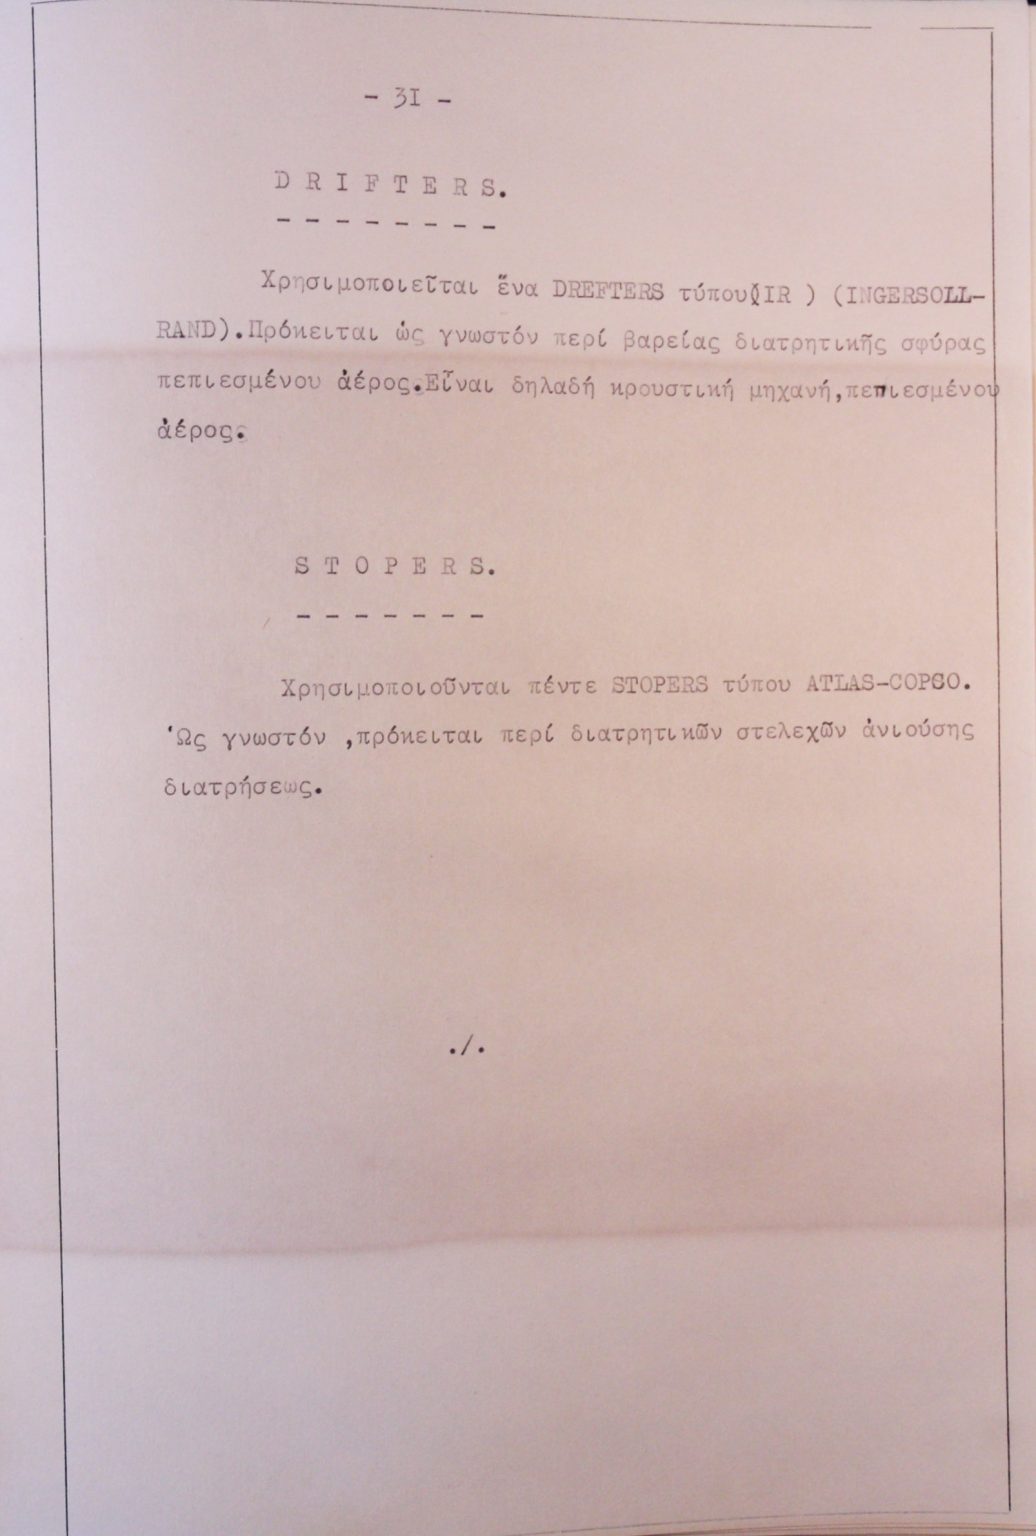 - 31 -
D R I F T E R S.
- - - - - - - -
Χρησιμοποιεῖται ἕνα DREFTERS τύπου(IR ) (INGERSOLL-
RAND).Πρόκειται ὡς γνωστόν περί βαρείας διατρητικῆς σφύρας
πεπιεσμένου ἀέρος.Εἶναι δηλαδή κρουστική μηχανή,πεπιεσμένου
ἀέρος.
S T O P E R S.
- - - - - - -
Χρησιμοποιοῦνται πέντε STOPERS τύπου ATLAS-COPCO.
Ὡς γνωστόν ,πρόκειται περί διατρητικῶν στελεχῶν ἀνιούσης
διατρήσεως.
./.